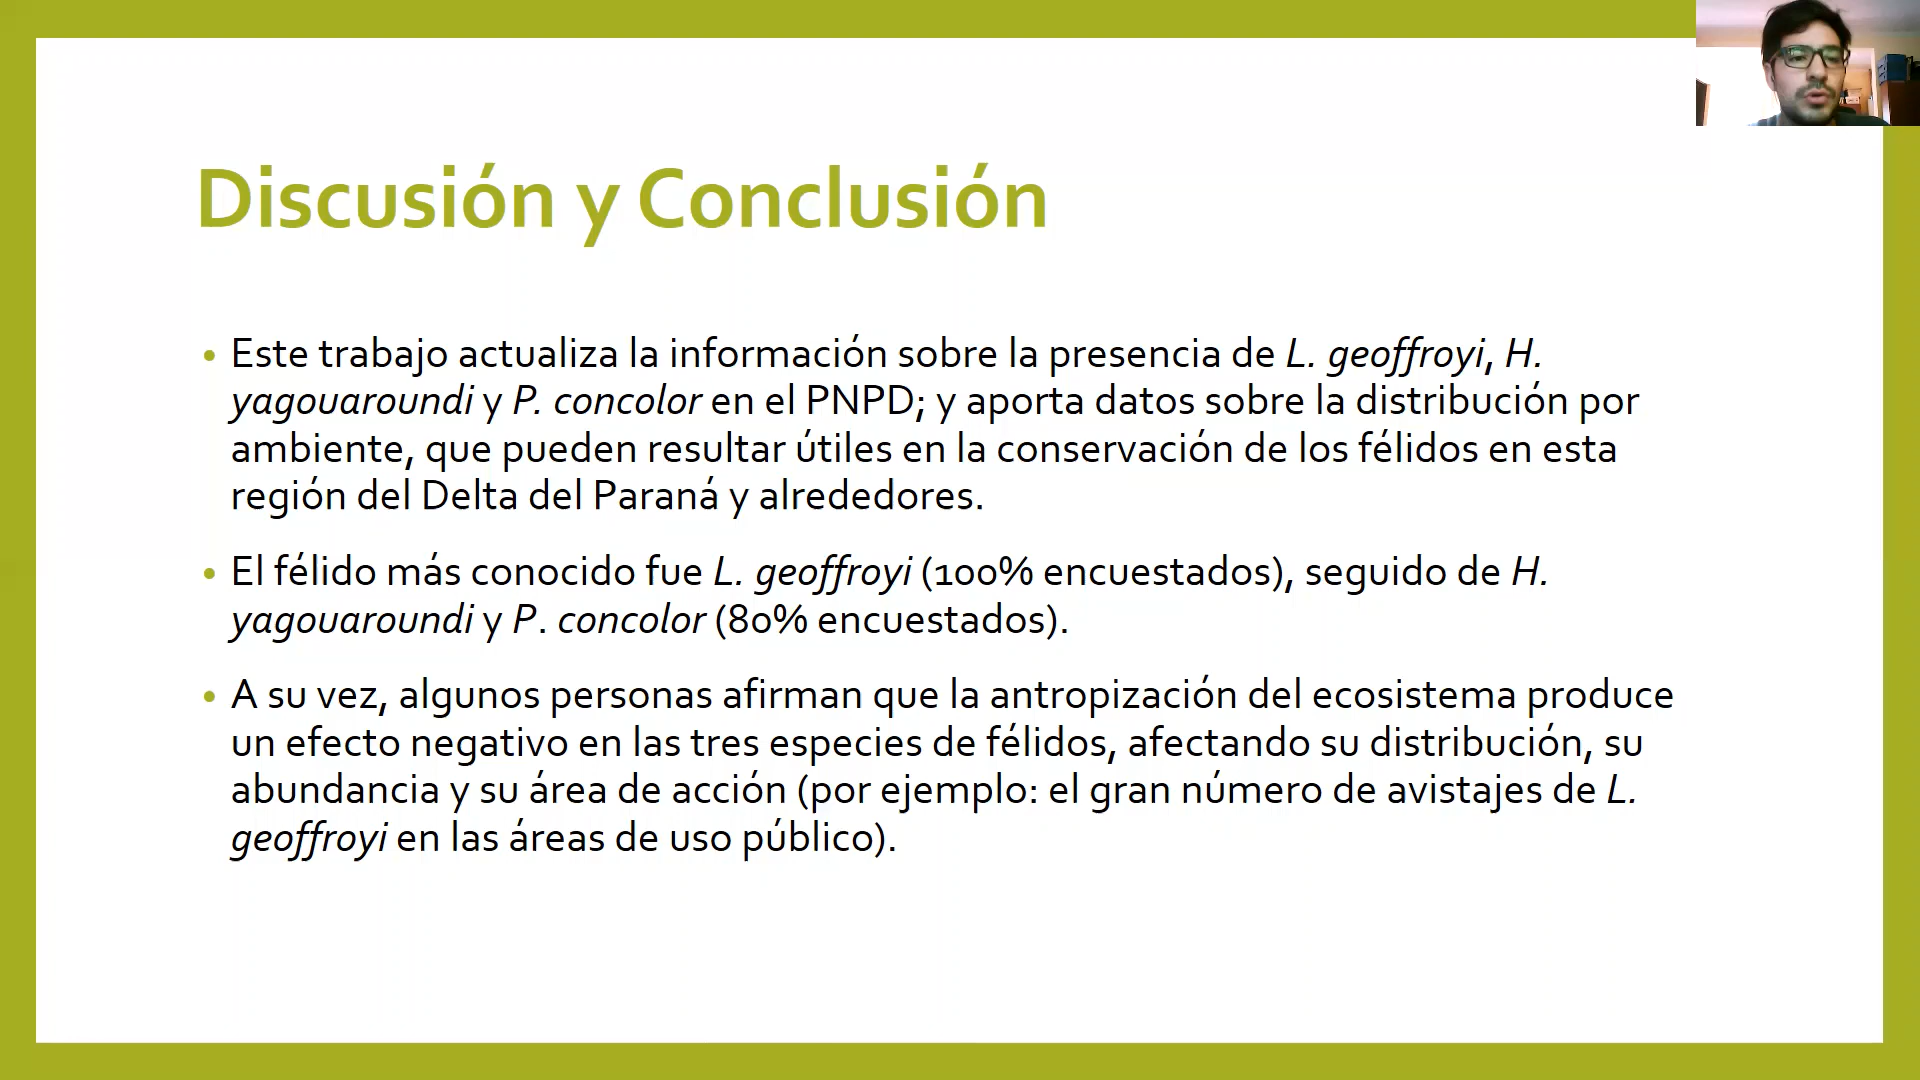 Discusión y Conclusión
• Este trabajo actualiza la información sobre la presencia de L. geoffroyi, H.
yagouaroundi y P. concolor en el PNPD; y aporta datos sobre la distribución por
ambiente, que pueden resultar útiles en la conservación de los félidos en esta
región del Delta del Paraná y alrededores.
• El félido más conocido fue L. geoffroyi (100% encuestados), seguido de H.
yagouaroundi y P. concolor (80% encuestados).
• A su vez, algunos personas afirman que la antropización del ecosistema produce
un efecto negativo en las tres especies de félidos, afectando su distribución, su
abundancia y su área de acción (por ejemplo: el gran número de avistajes de L.
geoffroyi en las áreas de uso público).